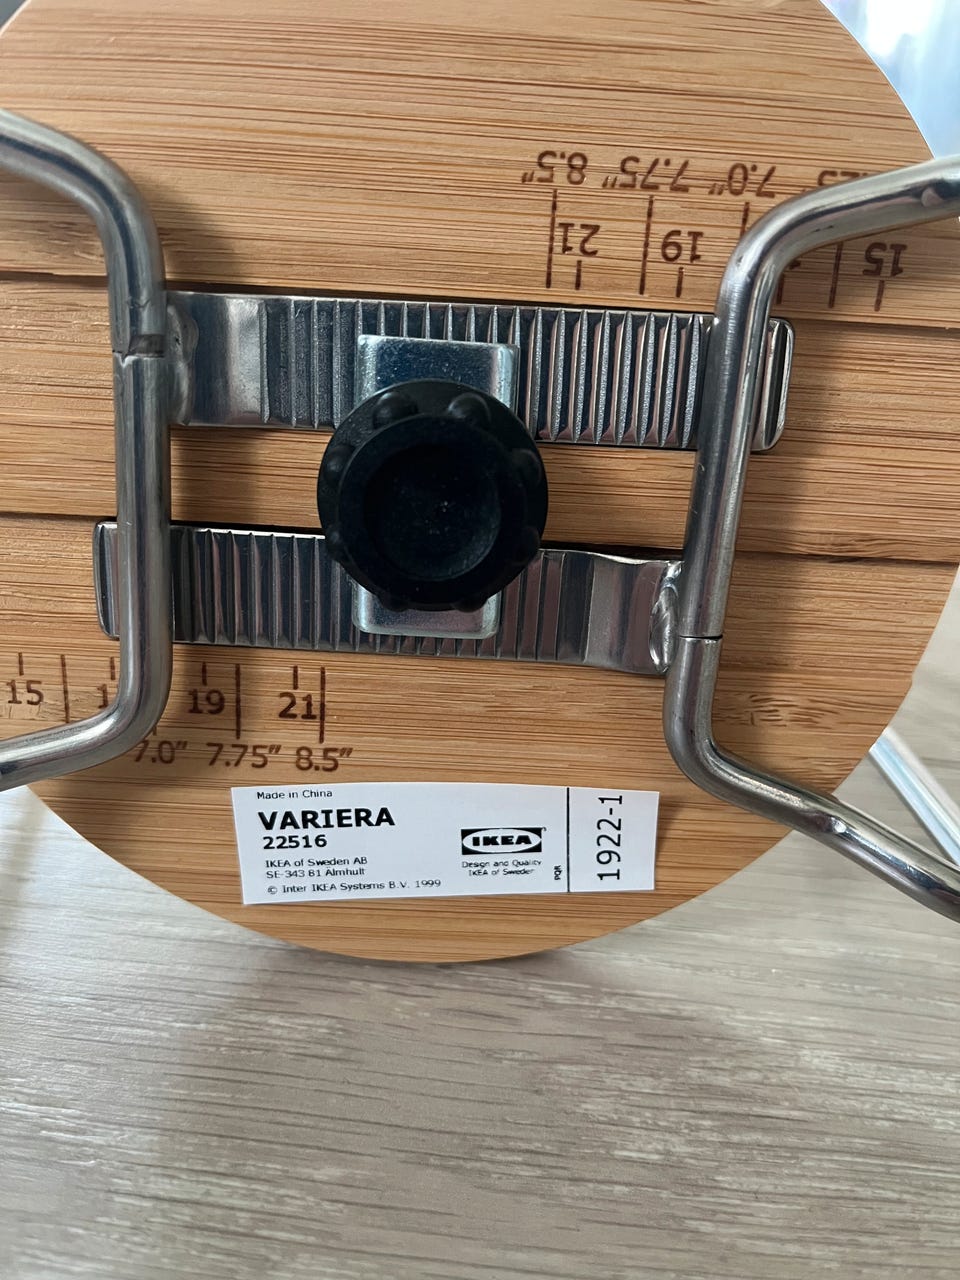 8.5" 7.75" 7.0"
21 19 15
15 19 21
7.0" 7.75" 8.5"
Made in China
VARIERA
22516
IKEA of Sweden AB
SE-343 81 Älmhult
© Inter IKEA Systems B.V. 1999
IKEA
Design and Quality
IKEA of Sweden
PQR
1922-1